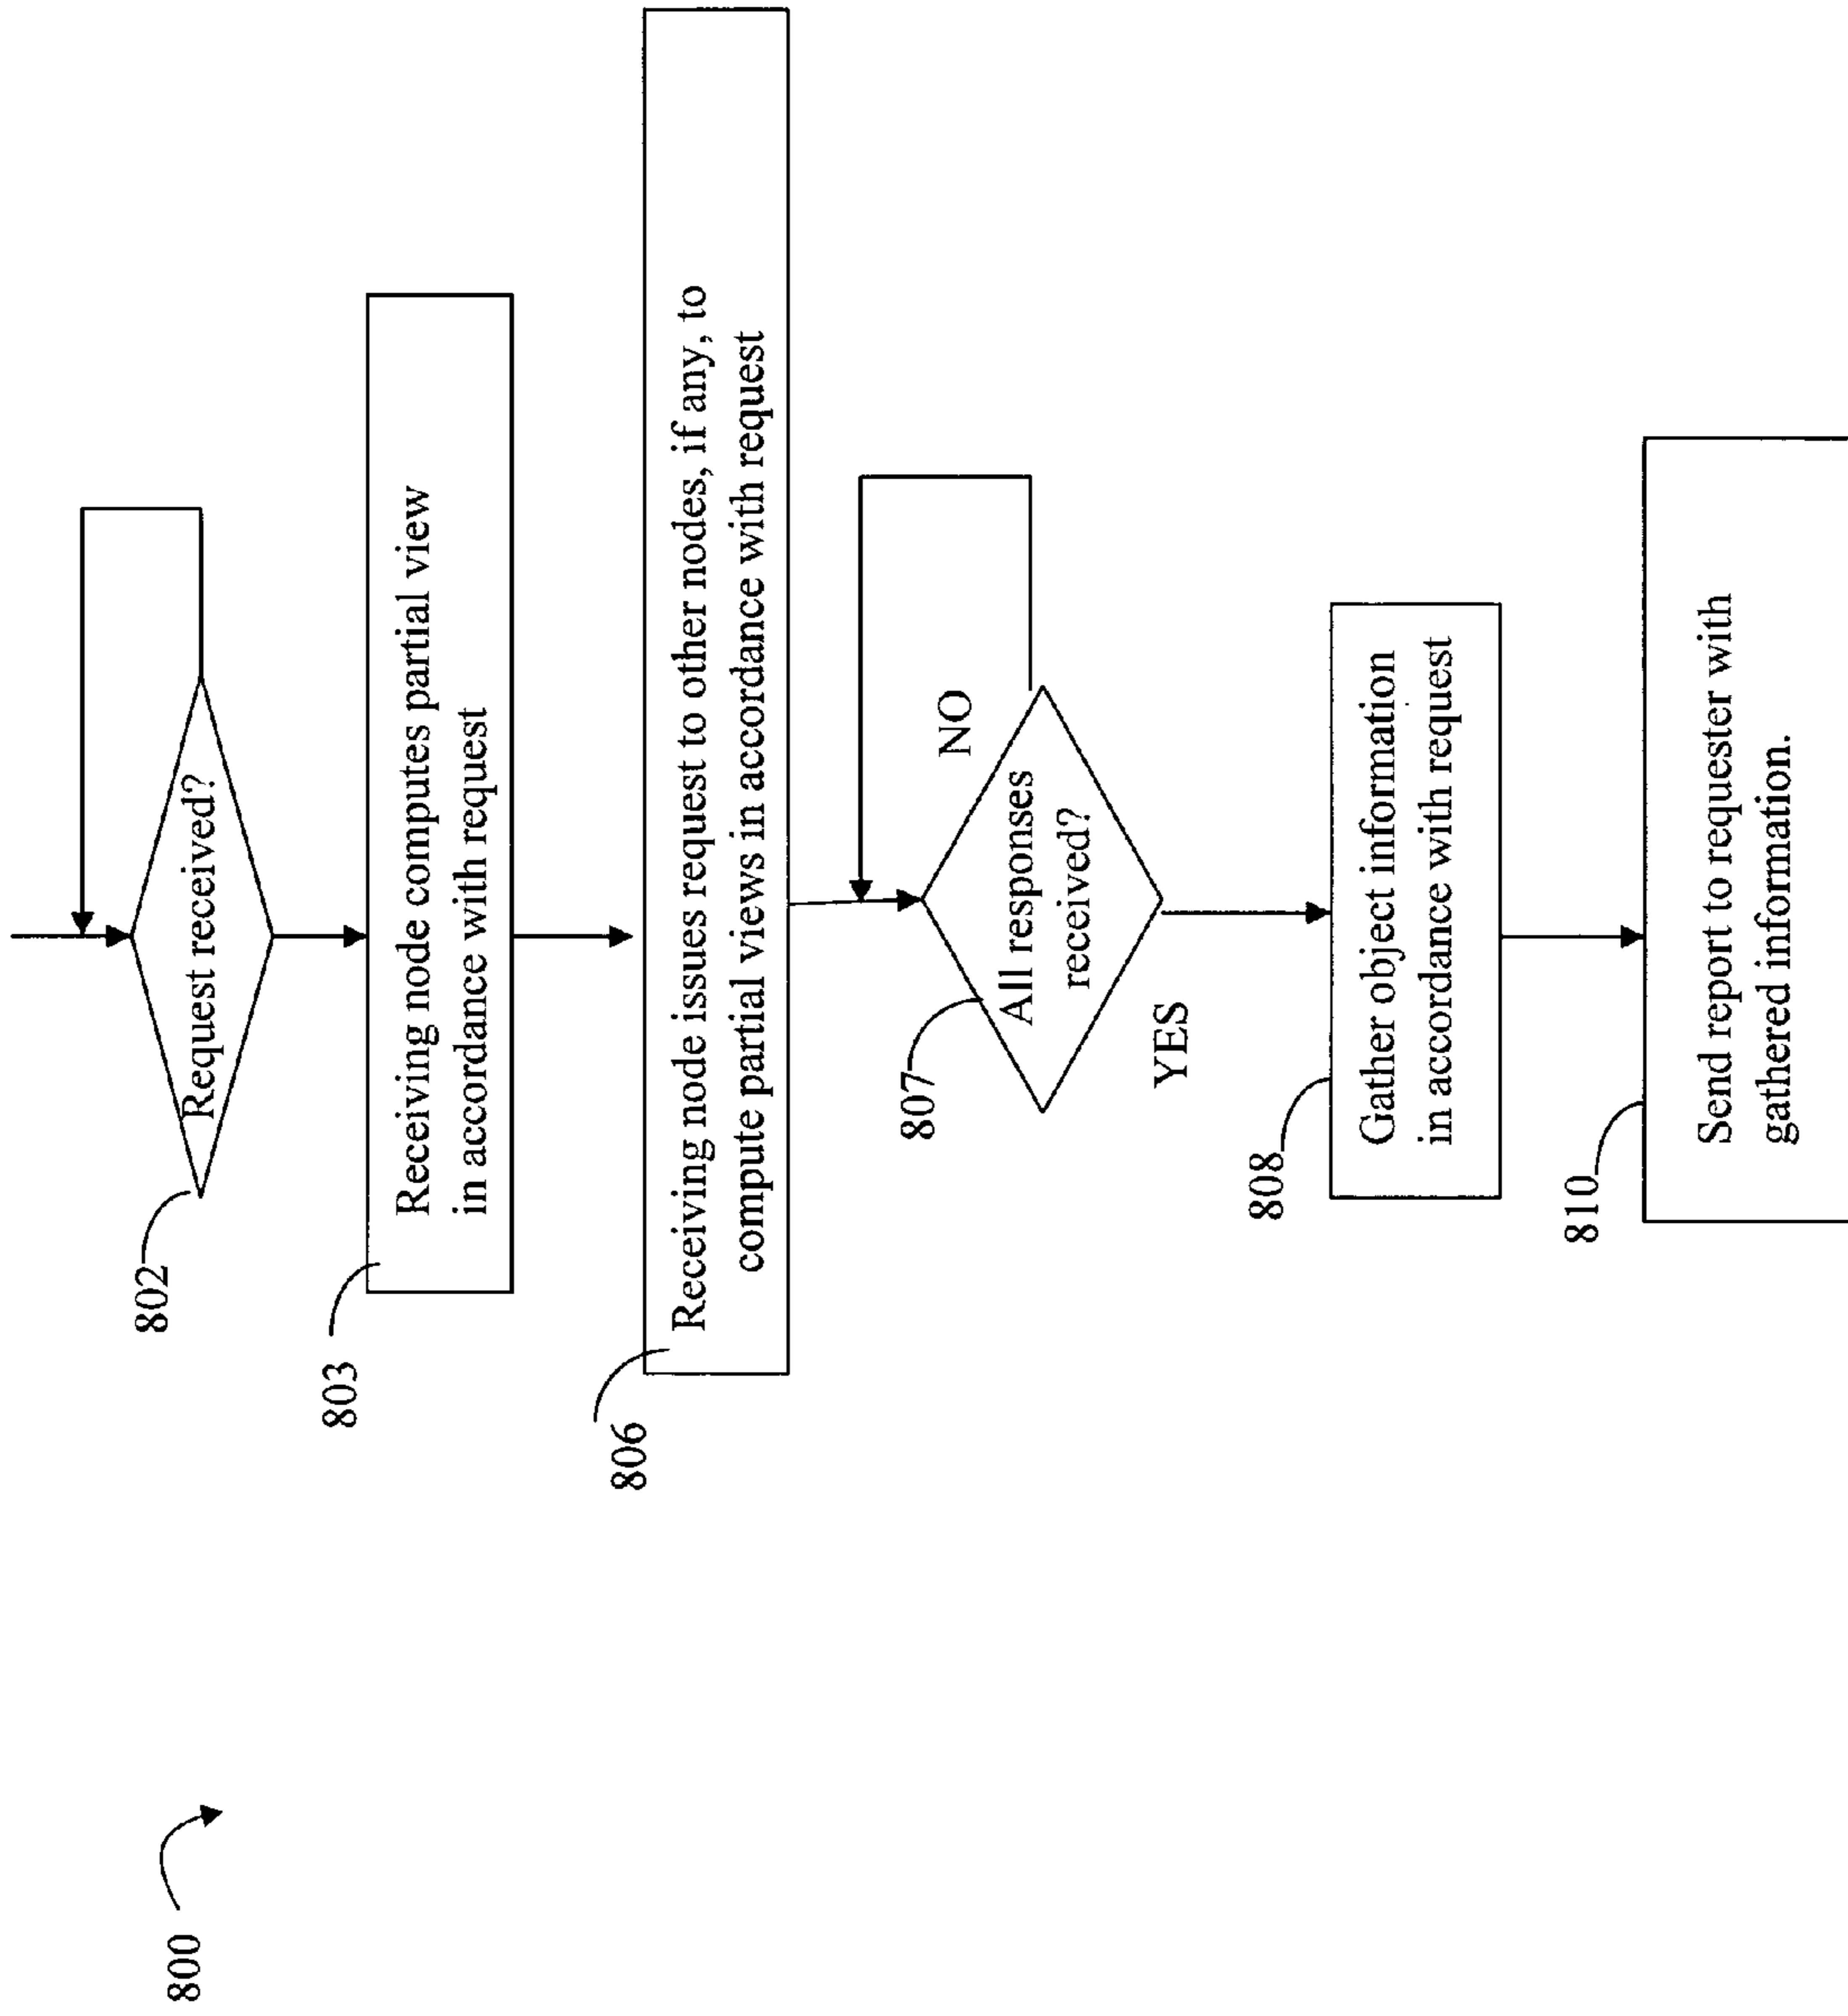 800
802
Request received?
803
Receiving node computes partial view
in accordance with request
806
Receiving node issues request to other nodes, if any, to
compute partial views in accordance with request
807
All responses
received?
NO
YES
808
Gather object information
in accordance with request
810
Send report to requester with
gathered information.